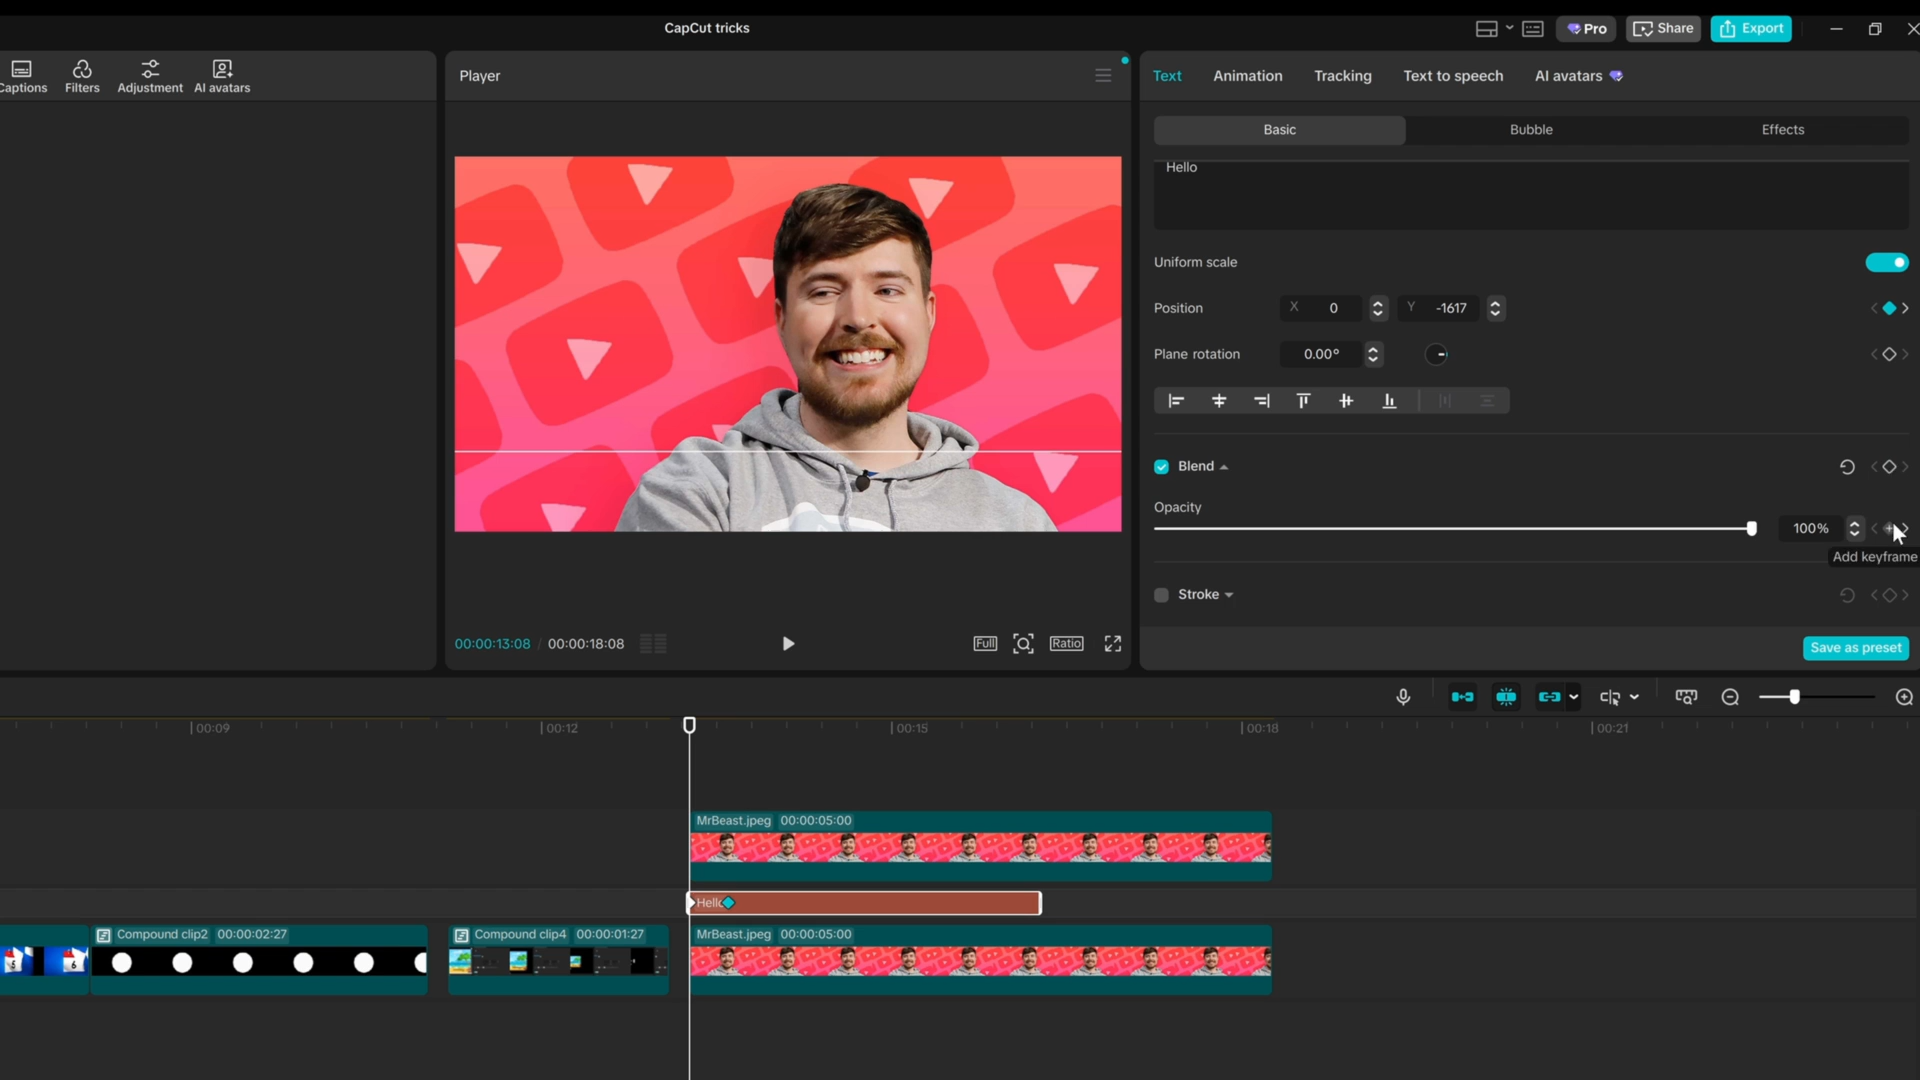 CapCut tricks
Pro
Share
Export
Captions
Filters
Adjustment
AI avatars
Player
Text
Animation
Tracking
Text to speech
AI avatars
Basic
Bubble
Effects
Hello
Uniform scale
Position
X 0
Y -1617
Plane rotation
0.00°
Blend
Opacity
100%
Add keyframe
Stroke
00:00:13:08 / 00:00:18:08
Full
Ratio
Save as preset
00:09
00:12
00:15
00:18
00:21
MrBeast.jpeg 00:00:05:00
Hello
Compound clip2 00:00:02:27
Compound clip4 00:00:01:27
MrBeast.jpeg 00:00:05:00
5
6